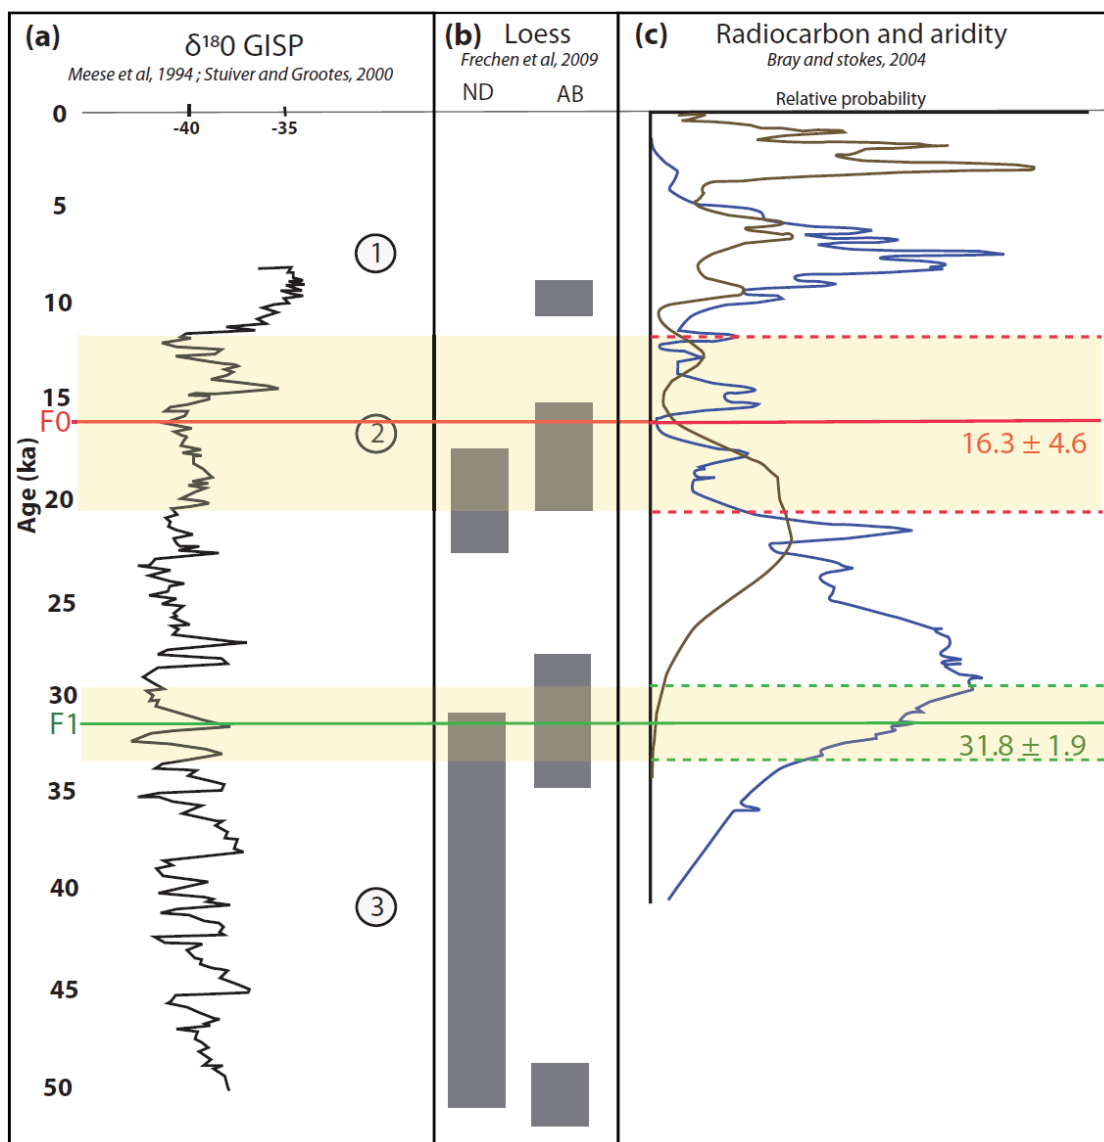 (a)
δ¹⁸0 GISP
Meese et al, 1994 ; Stuiver and Grootes, 2000
(b) Loess
Frechen et al, 2009
ND AB
(c) Radiocarbon and aridity
Bray and stokes, 2004
Relative probability
-40 -35
Age (ka)
0
5
10
15
20
25
30
35
40
45
50
F0
F1
1
2
3
16.3 ± 4.6
31.8 ± 1.9